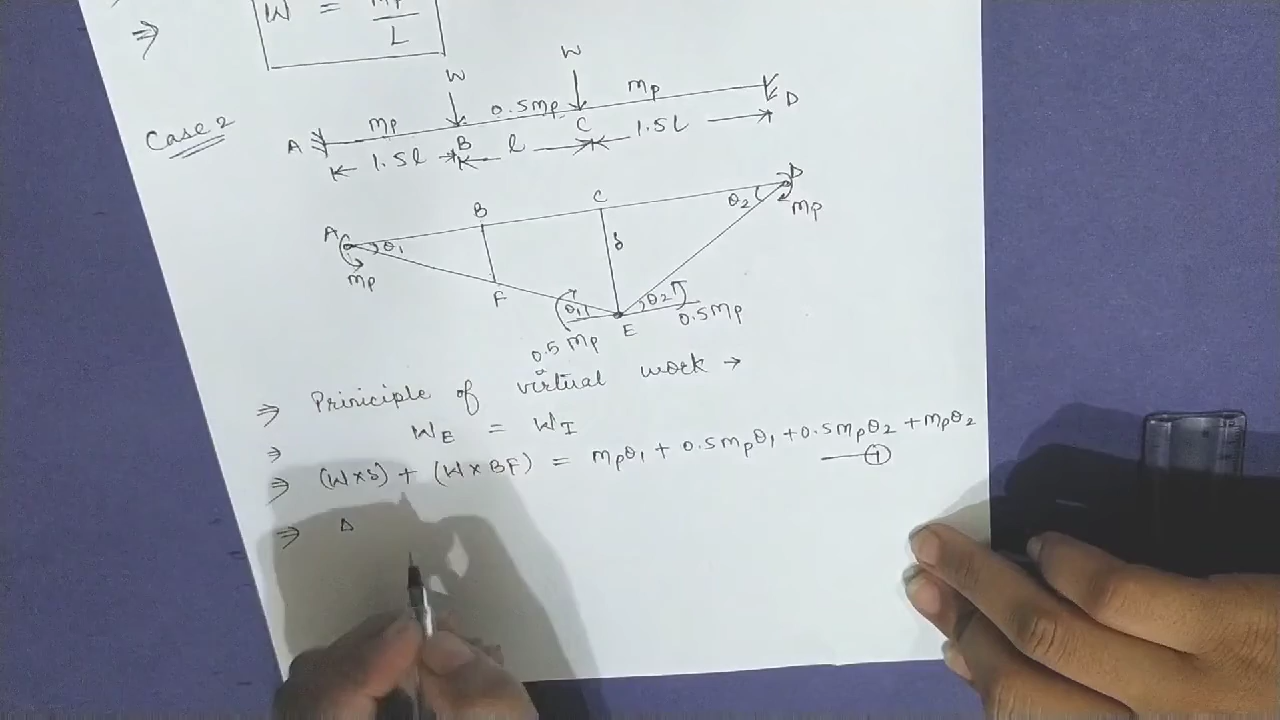 ⇒ W = Mp / L
Case 2
W W
A Mp B 0.5Mp C Mp D
1.5l l 1.5l
A B C D
θ1 δ θ2
Mp Mp
F E
θ1 θ2
0.5 Mp 0.5Mp
⇒ Priniciple of virtual work →
⇒ WE = WI
⇒ (W×δ) + (W×BF) = Mpθ1 + 0.5Mpθ1 + 0.5Mpθ2 + Mpθ2
—①
⇒ Δ